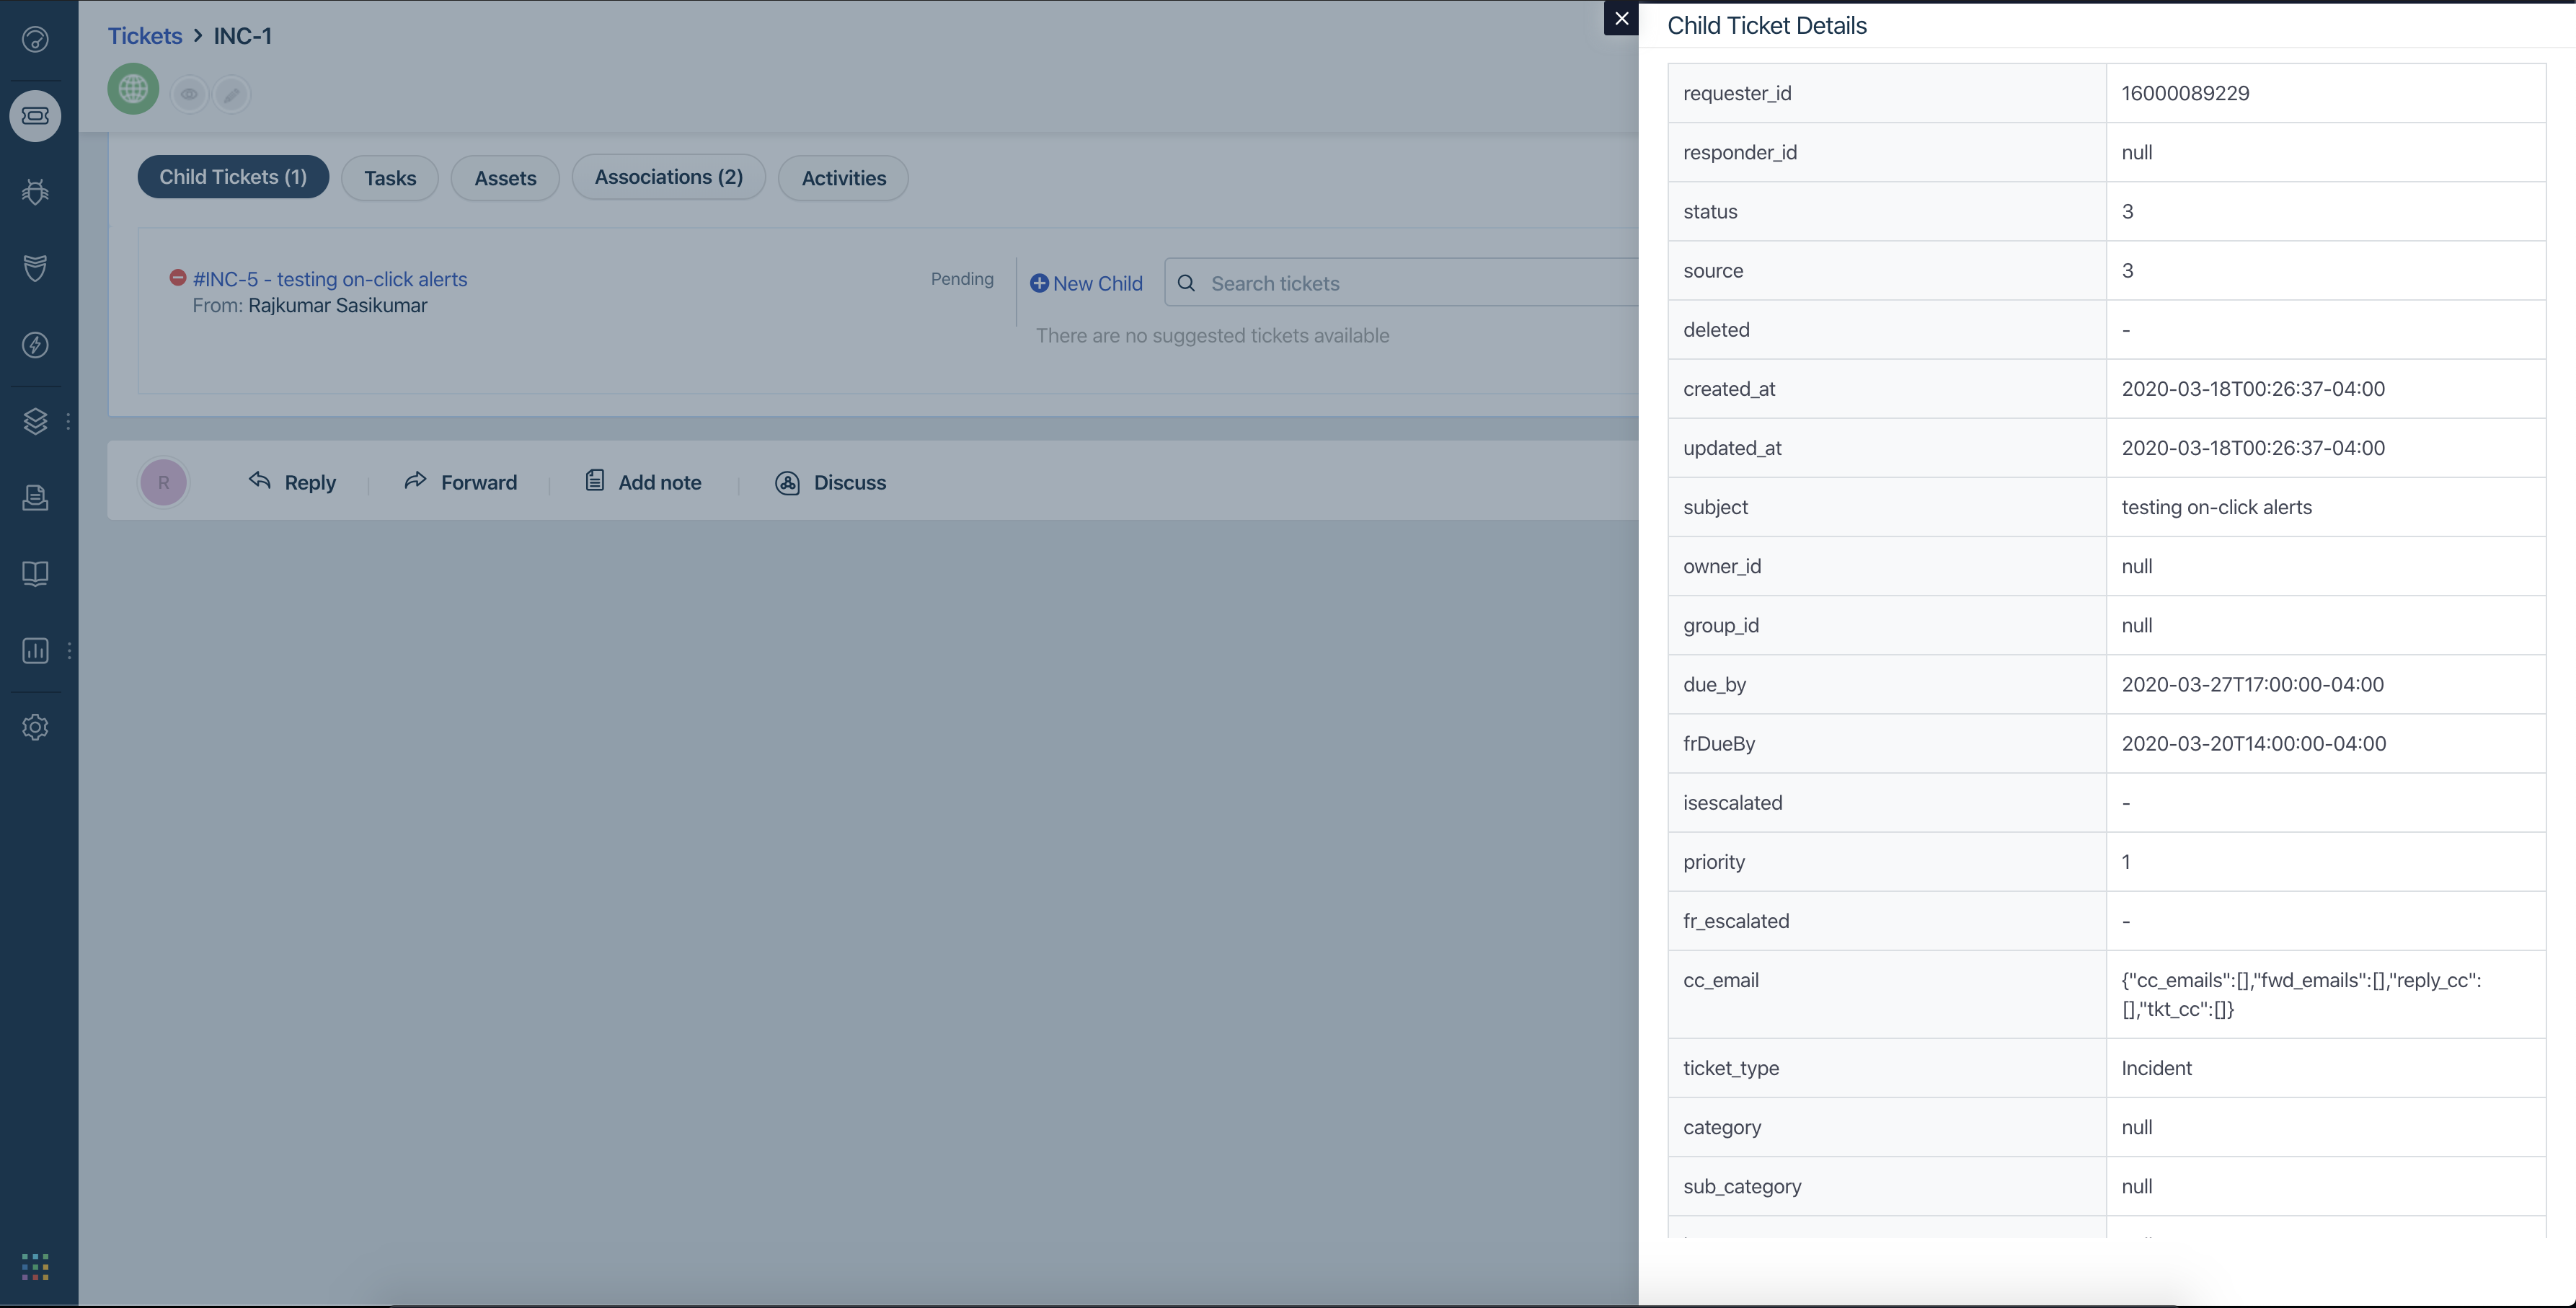 Tickets > INC-1
Child Tickets (1)
Tasks
Assets
Associations (2)
Activities
#INC-5 - testing on-click alerts
From: Rajkumar Sasikumar
Pending
New Child
Search tickets
There are no suggested tickets available
R
Reply
Forward
Add note
Discuss
Child Ticket Details
requester_id 16000089229
responder_id null
status 3
source 3
deleted -
created_at 2020-03-18T00:26:37-04:00
updated_at 2020-03-18T00:26:37-04:00
subject testing on-click alerts
owner_id null
group_id null
due_by 2020-03-27T17:00:00-04:00
frDueBy 2020-03-20T14:00:00-04:00
isescalated -
priority 1
fr_escalated -
cc_email {"cc_emails":[],"fwd_emails":[],"reply_cc":
[],"tkt_cc":[]}
ticket_type Incident
category null
sub_category null